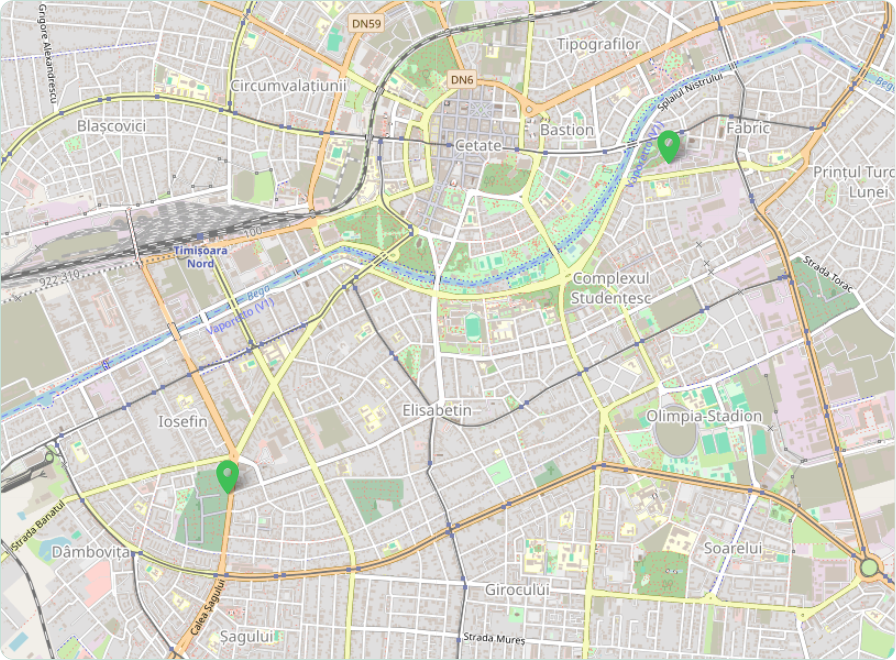 Grigore Alexandrescu
DN59
Tipografilor
DN6
Circumvalațiunii
Splaiul Nistrului
Bega
Blașcovici
Cetate
Bastion
Fabric
Vaporetto (V1)
Prințul Turc
Lunei
100
Timișoara
Nord
922 310
Bega
Complexul
Studențesc
Strada Torac
Vaporetto (V1)
Elisabetin
Olimpia-Stadion
Iosefin
Strada Banatul
Dâmbovița
Soarelui
Girocului
Calea Șagului
Șagului
Strada Mureș